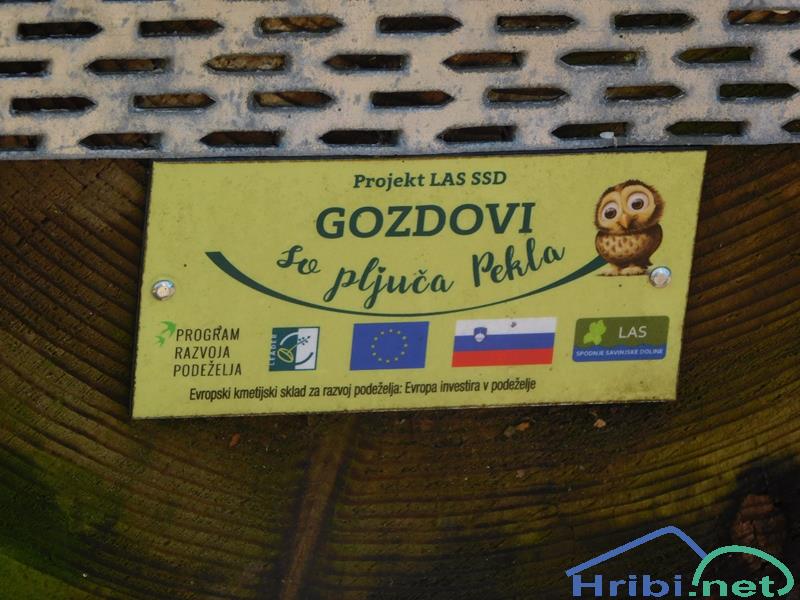 Projekt LAS SSD
GOZDOVI
so pljuča Pekla
PROGRAM
RAZVOJA
PODEŽELJA
LEADER
LAS
SPODNJE SAVINJSKE DOLINE
Evropski kmetijski sklad za razvoj podeželja: Evropa investira v podeželje
Hribi.net